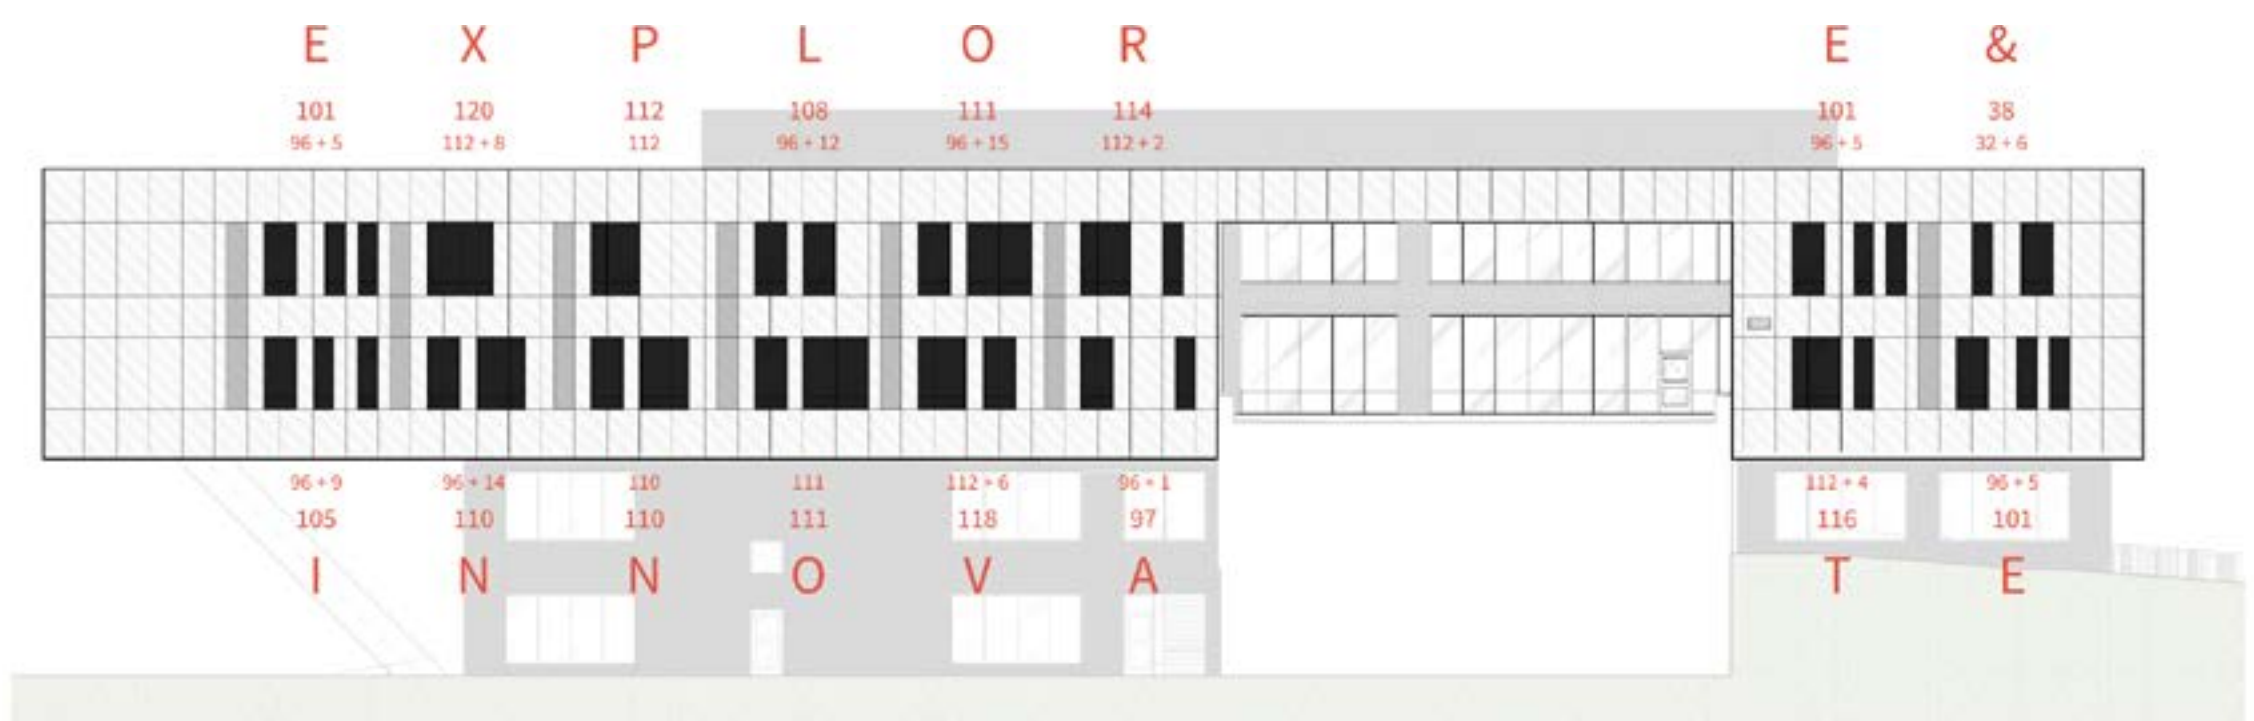 E X P L O R E &
101 120 112 108 111 114 101 38
96 + 5 112 + 8 112 96 + 12 96 + 15 112 + 2 96 + 5 32 + 6
96 + 9 96 + 14 110 111 112 + 6 96 + 1 112 + 4 96 + 5
105 110 110 111 118 97 116 101
I N N O V A T E